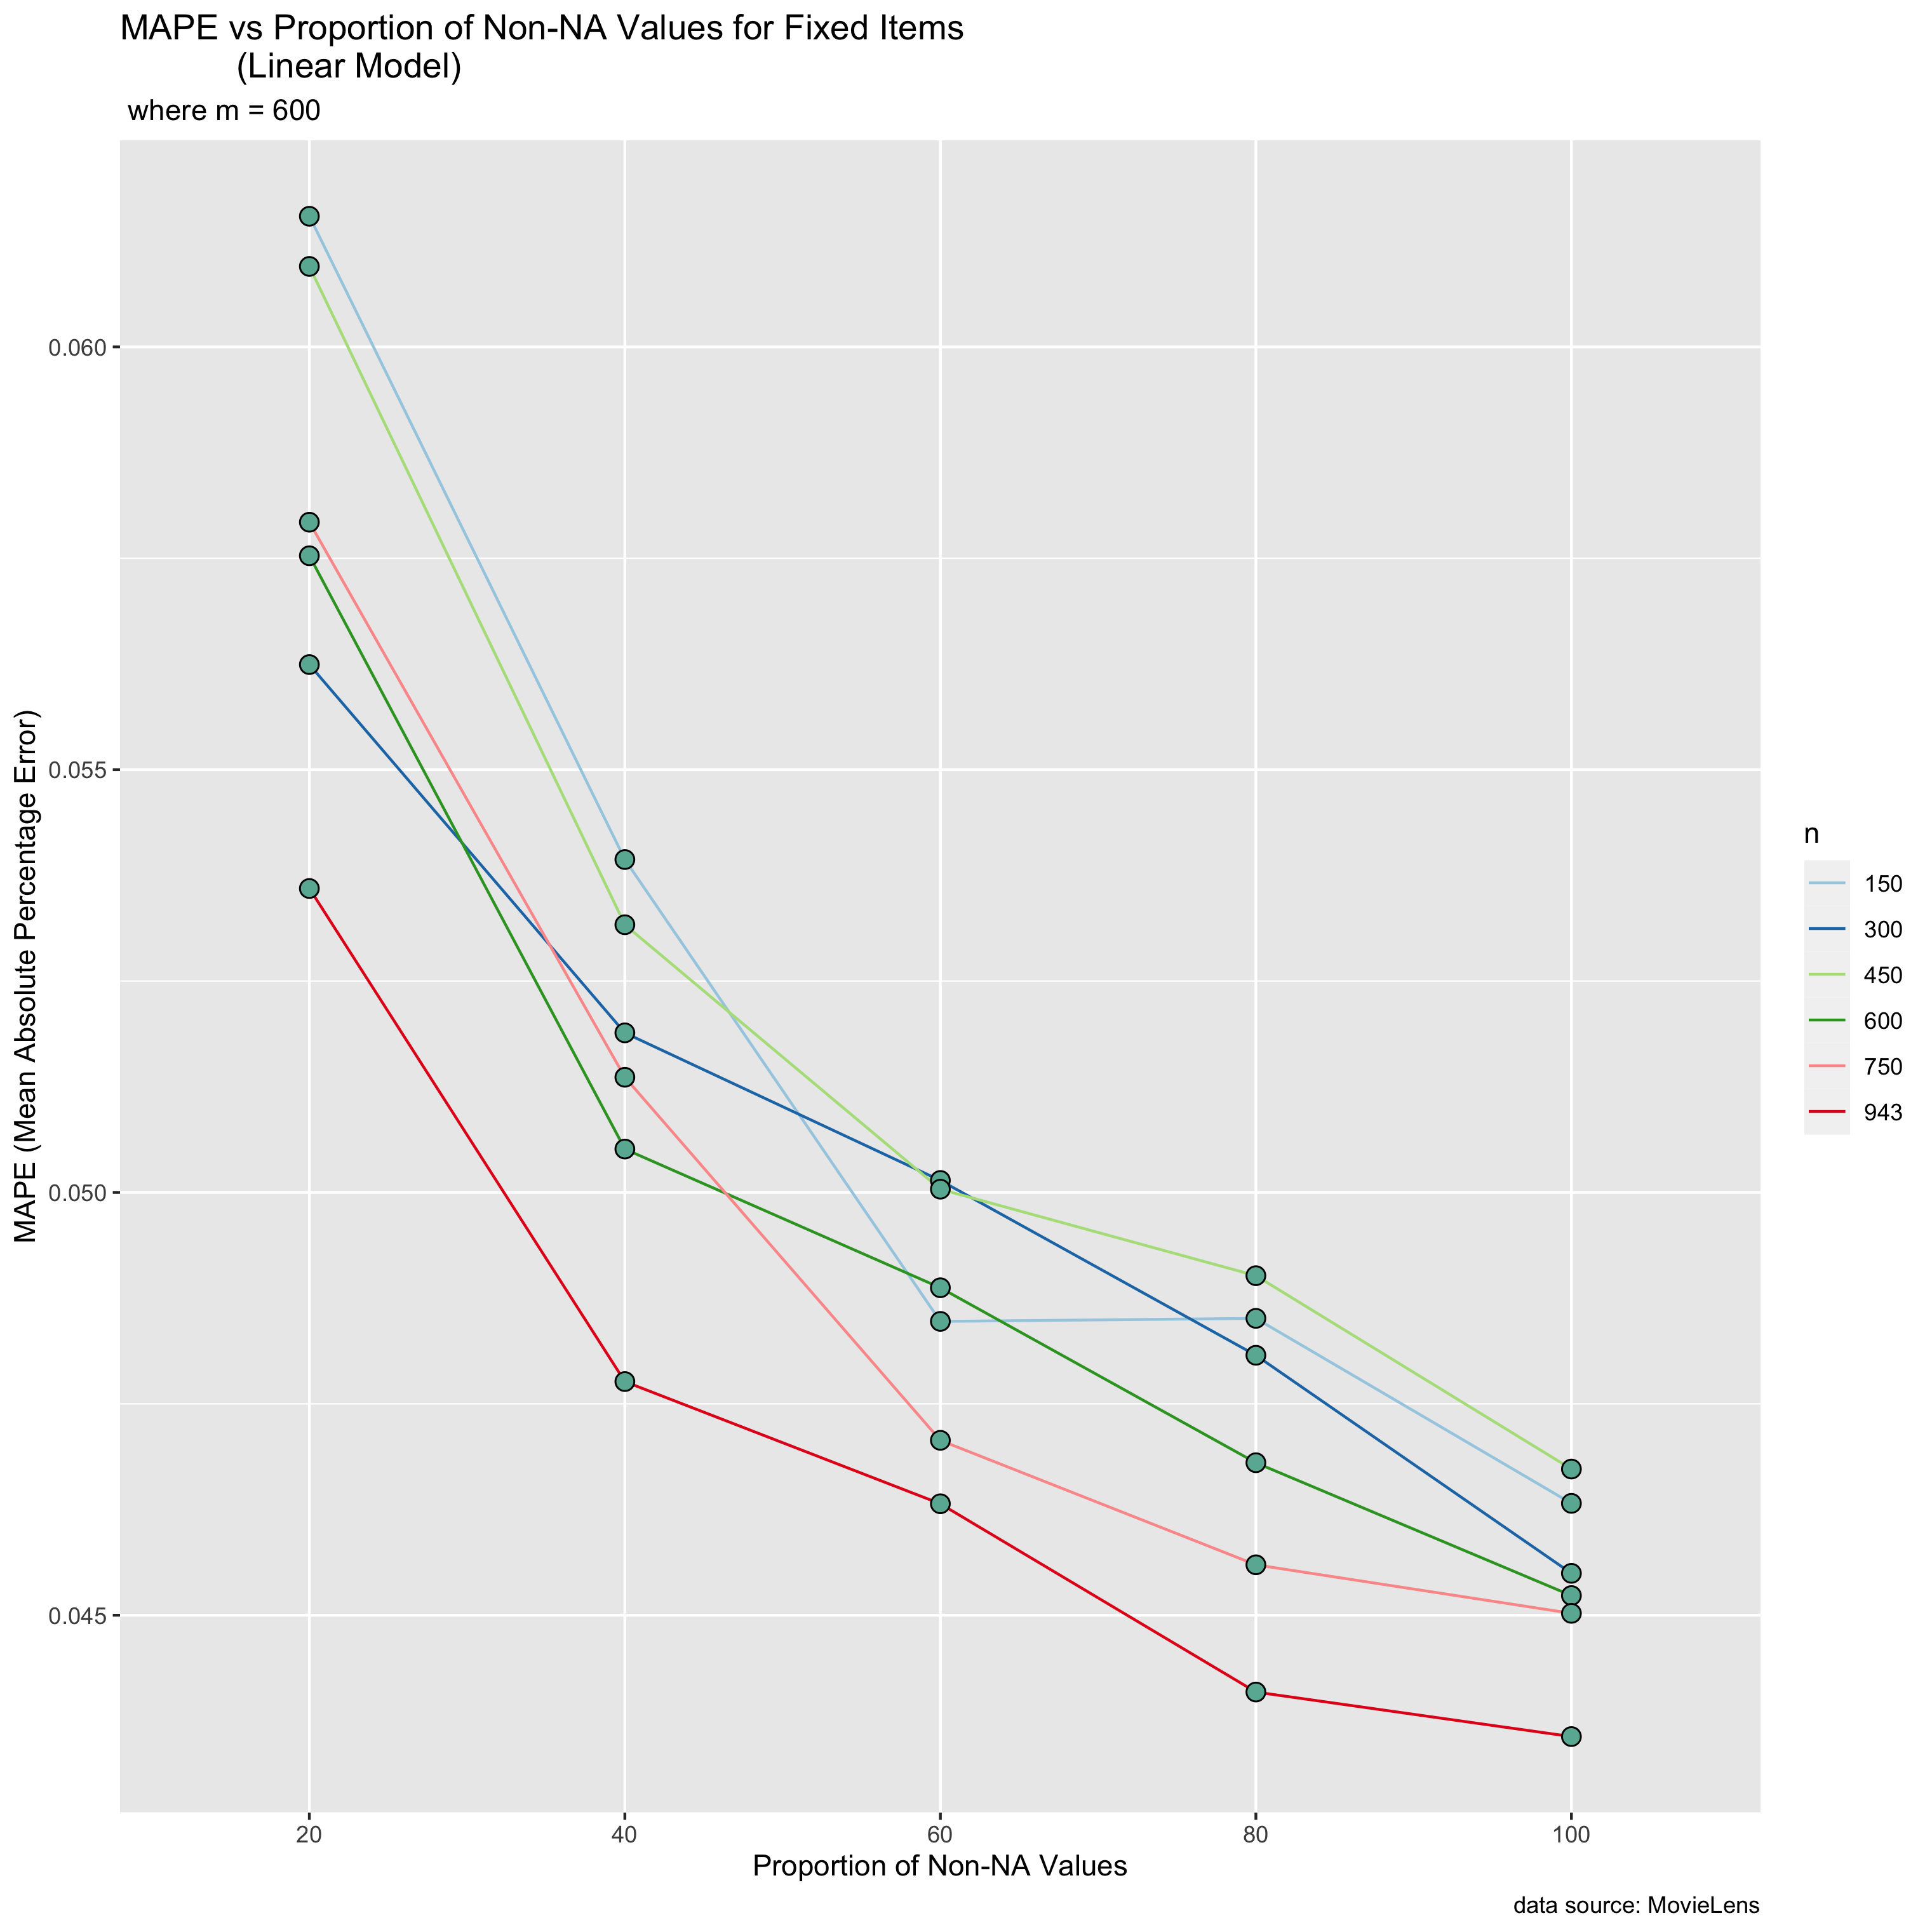 MAPE vs Proportion of Non-NA Values for Fixed Items
(Linear Model)
where m = 600
MAPE (Mean Absolute Percentage Error)
0.060
0.055
0.050
0.045
20 40 60 80 100
Proportion of Non-NA Values
n
150
300
450
600
750
943
data source: MovieLens